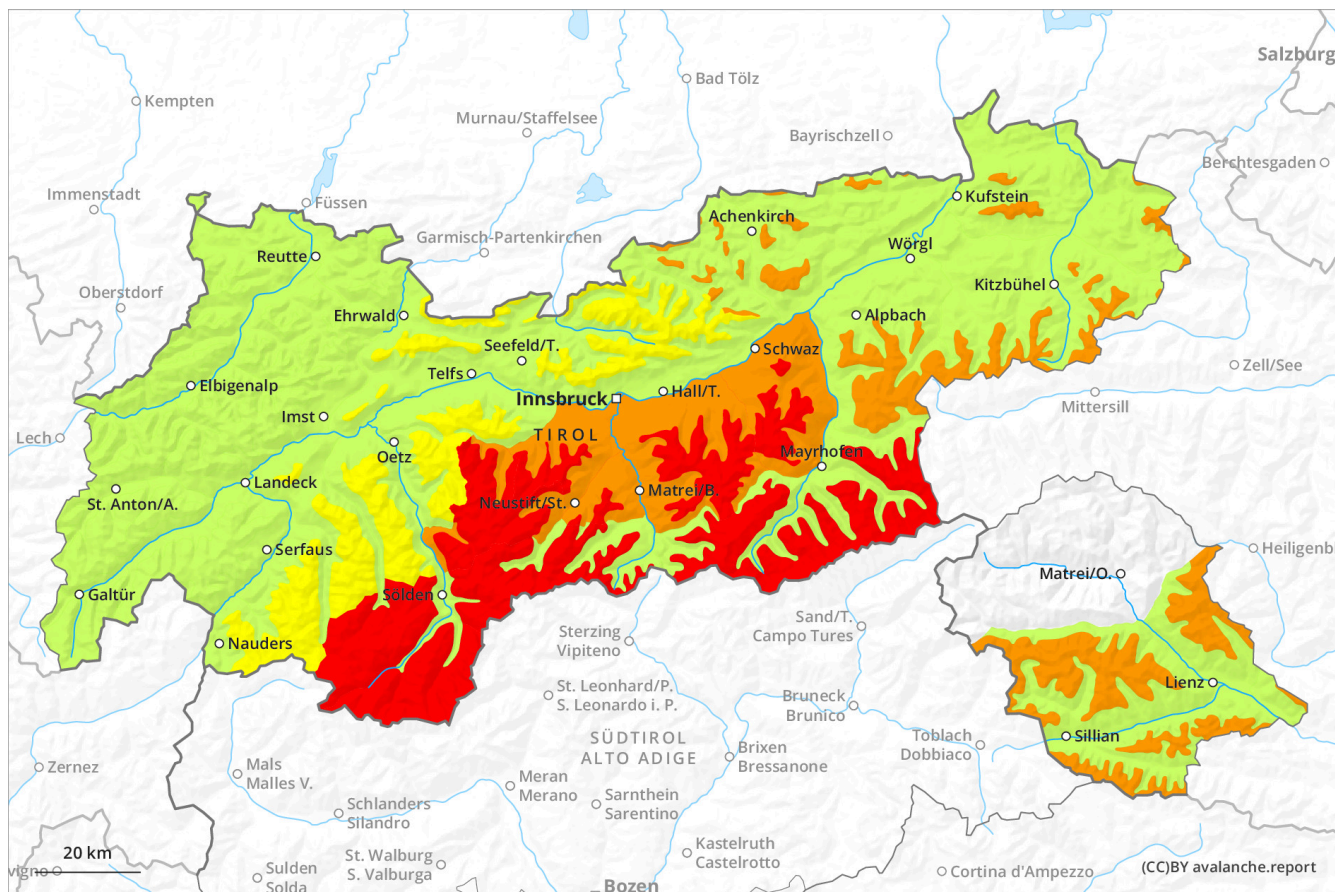 Salzburg
Kempten
Bad Tölz
Murnau/Staffelsee
Bayrischzell
Berchtesgaden
Immenstadt
Füssen
Kufstein
Achenkirch
Garmisch-Partenkirchen
Wörgl
Reutte
Oberstdorf
Kitzbühel
Ehrwald
Alpbach
Seefeld/T.
Schwaz
Zell/See
Telfs
Elbigenalp
Innsbruck
Hall/T.
Mittersill
Imst
Lech
TIROL
Oetz
Mayrhofen
Landeck
Matrei/B.
St. Anton/A.
Neustift/St.
Serfaus
Heiligenb
Matrei/O.
Galtür
Sölden
Sand/T.
Campo Tures
Sterzing
Vipiteno
Nauders
Lienz
St. Leonhard/P.
S. Leonardo i. P.
Bruneck
Brunico
Toblach
Dobbiaco
Sillian
SÜDTIROL
ALTO ADIGE
Brixen
Bressanone
Zernez
Mals
Malles V.
Meran
Merano
Sarnthein
Sarentino
Schlanders
Silandro
Kastelruth
Castelrotto
20 km
St. Walburg
S. Valburga
vigno
Sulden
Solda
Cortina d'Ampezzo
(CC)BY avalanche.report
Bozen